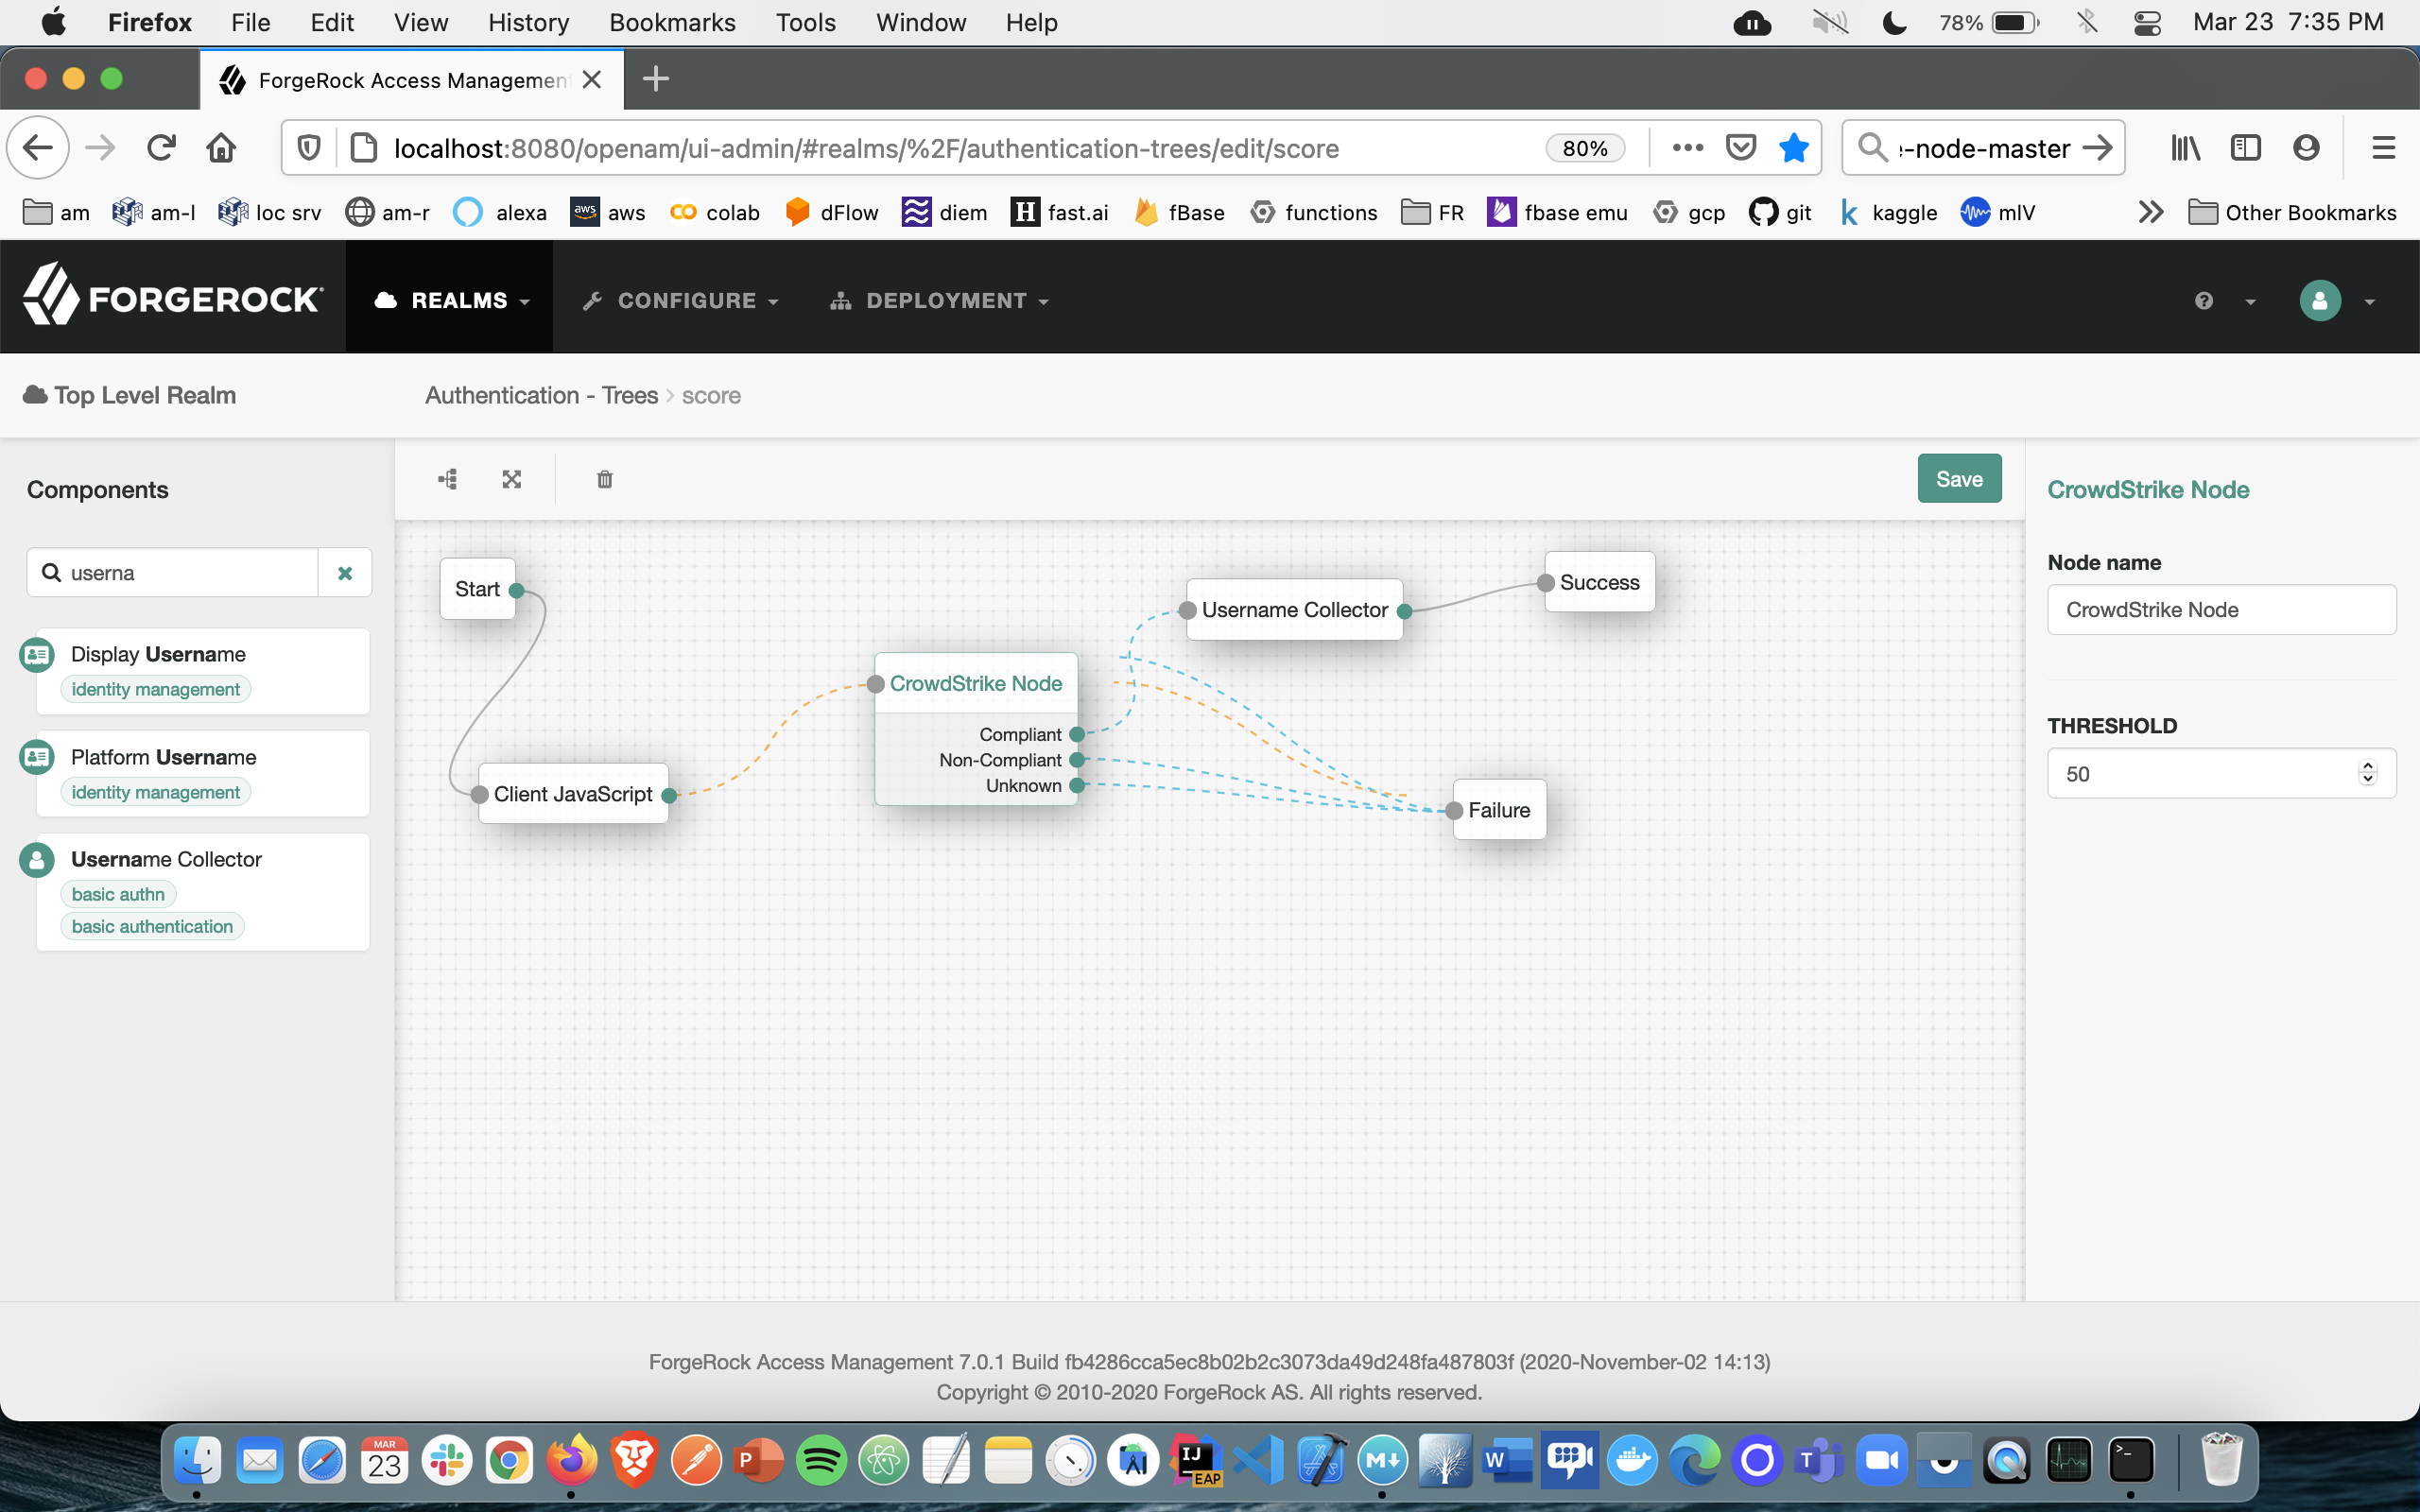 Firefox File Edit View History Bookmarks Tools Window Help 78% Mar 23 7:35 PM
ForgeRock Access Management
localhost:8080/openam/ui-admin/#realms/%2F/authentication-trees/edit/score 80% -node-master
am am-l loc srv am-r alexa aws aws colab dFlow diem H fast.ai fBase functions FR fbase emu gcp git k kaggle mlV Other Bookmarks
FORGEROCK REALMS CONFIGURE DEPLOYMENT
Top Level Realm Authentication - Trees score
Components
userna
Display Username
identity management
Platform Username
identity management
Username Collector
basic authn
basic authentication
Save
Start
Client JavaScript
CrowdStrike Node
Compliant
Non-Compliant
Unknown
Username Collector
Success
Failure
CrowdStrike Node
Node name
CrowdStrike Node
THRESHOLD
50
ForgeRock Access Management 7.0.1 Build fb4286cca5ec8b02b2c3073da49d248fa487803f (2020-November-02 14:13)
Copyright © 2010-2020 ForgeRock AS. All rights reserved.
MAR
23
P
IJ
EAP
M
W
T
>_